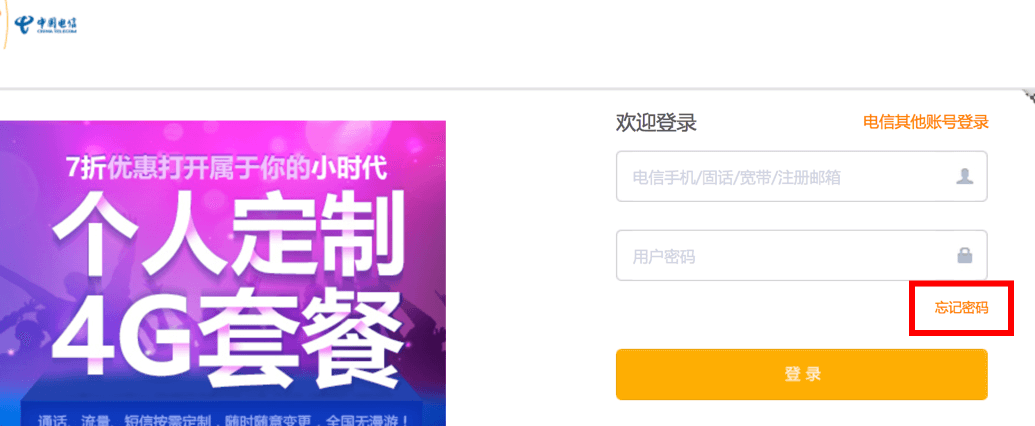 中国电信
CHINA TELECOM
欢迎登录
电信其他账号登录
电信手机/固话/宽带/注册邮箱
用户密码
忘记密码
登 录
7折优惠打开属于你的小时代
个人定制
4G套餐
通话、流量、短信按需定制，随时随意变更，全国无漫游！